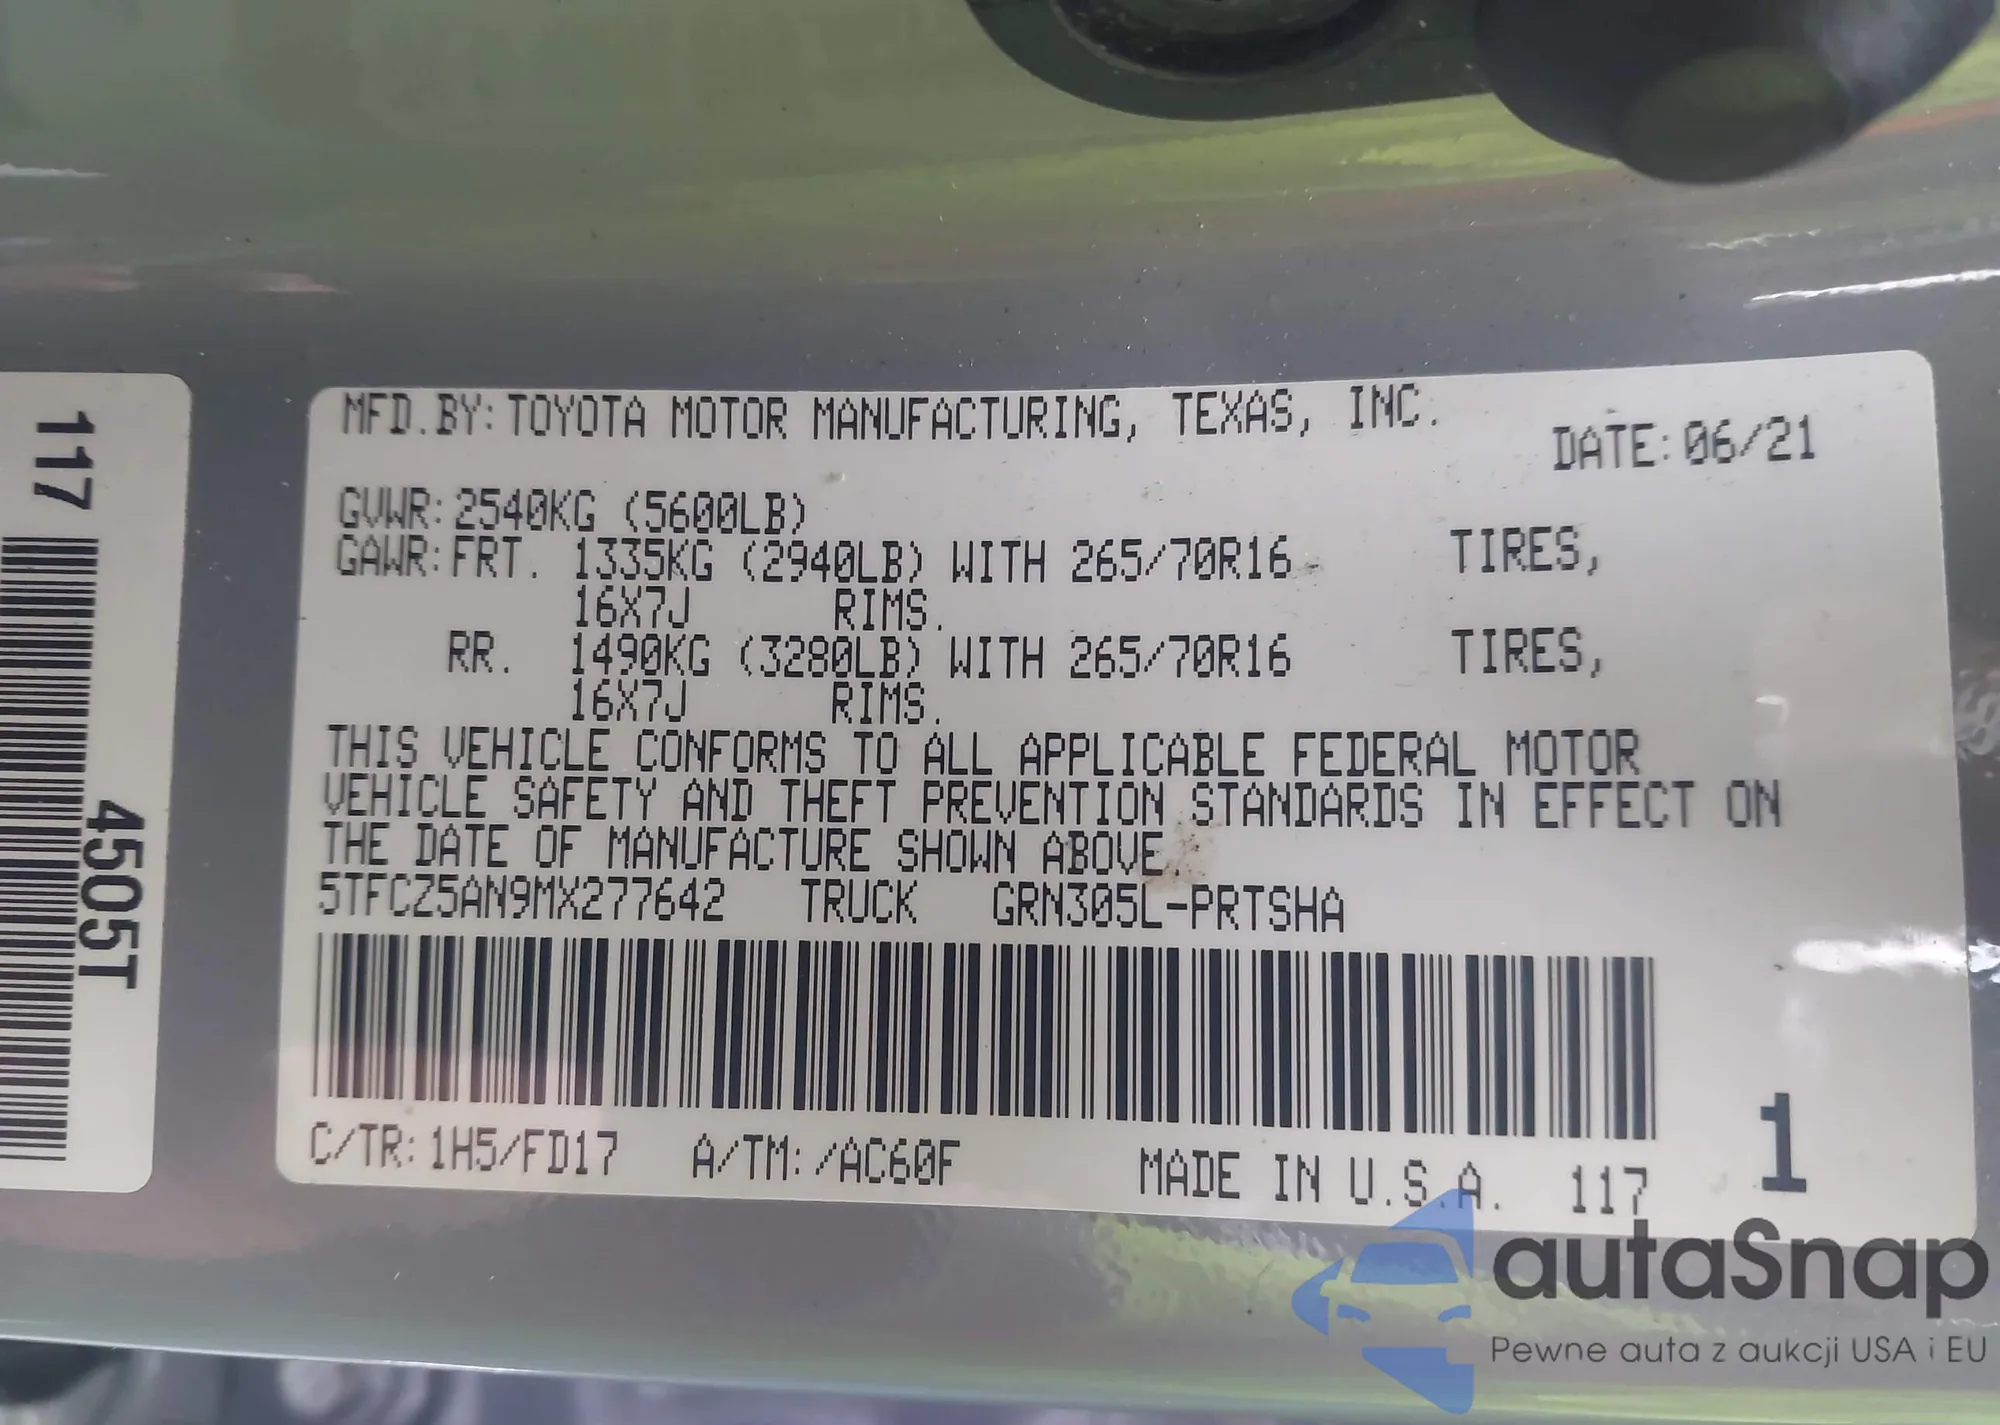 117
4505T
MFD.BY:TOYOTA MOTOR MANUFACTURING, TEXAS, INC.
DATE:06/21
GVWR:2540KG (5600LB)
GAWR:FRT. 1335KG (2940LB) WITH 265/70R16 TIRES,
16X7J RIMS.
RR. 1490KG (3280LB) WITH 265/70R16 TIRES,
16X7J RIMS.
THIS VEHICLE CONFORMS TO ALL APPLICABLE FEDERAL MOTOR
VEHICLE SAFETY AND THEFT PREVENTION STANDARDS IN EFFECT ON
THE DATE OF MANUFACTURE SHOWN ABOVE.
5TFCZ5AN9MX277642 TRUCK GRN305L-PRTSHA
C/TR:1H5/FD17 A/TM:/AC60F MADE IN U.S.A. 117
1
autaSnap
Pewne auta z aukcji USA i EU